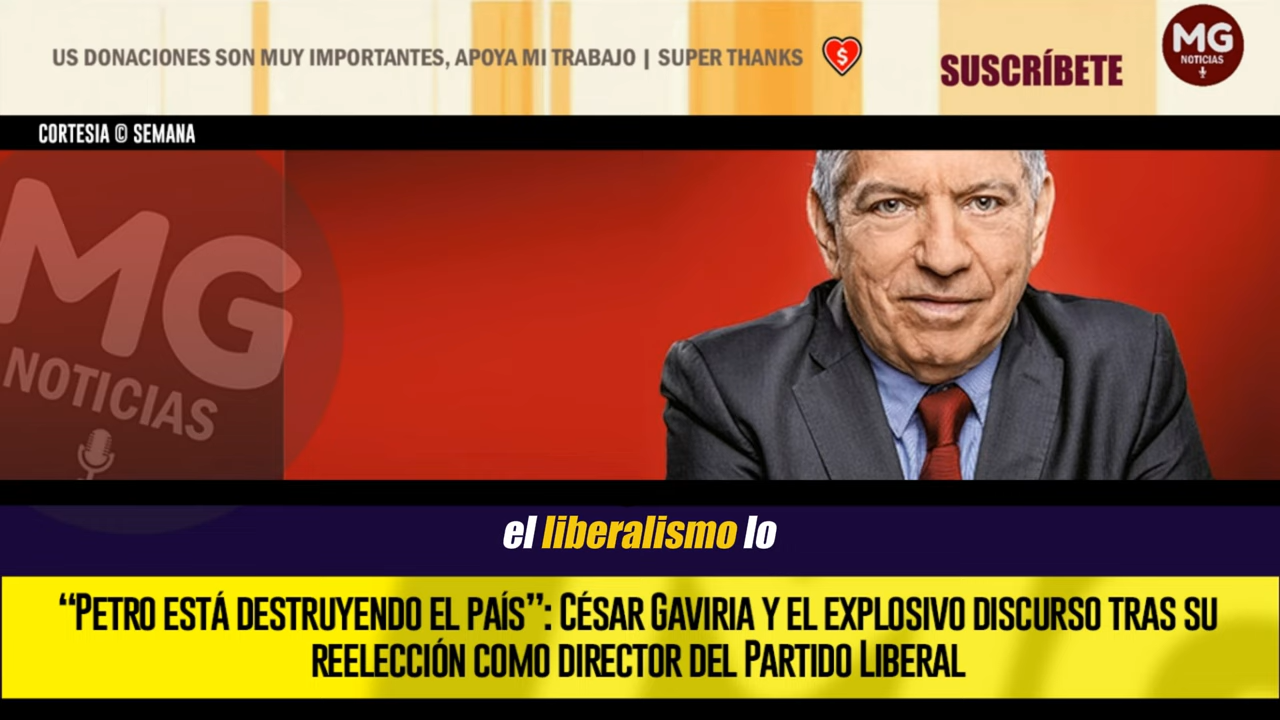 US DONACIONES SON MUY IMPORTANTES, APOYA MI TRABAJO | SUPER THANKS
SUSCRÍBETE
MG
NOTICIAS
CORTESIA © SEMANA
MG
NOTICIAS
el liberalismo lo
“PETRO ESTÁ DESTRUYENDO EL PAÍS”: CÉSAR GAVIRIA Y EL EXPLOSIVO DISCURSO TRAS SU
REELECCIÓN COMO DIRECTOR DEL PARTIDO LIBERAL